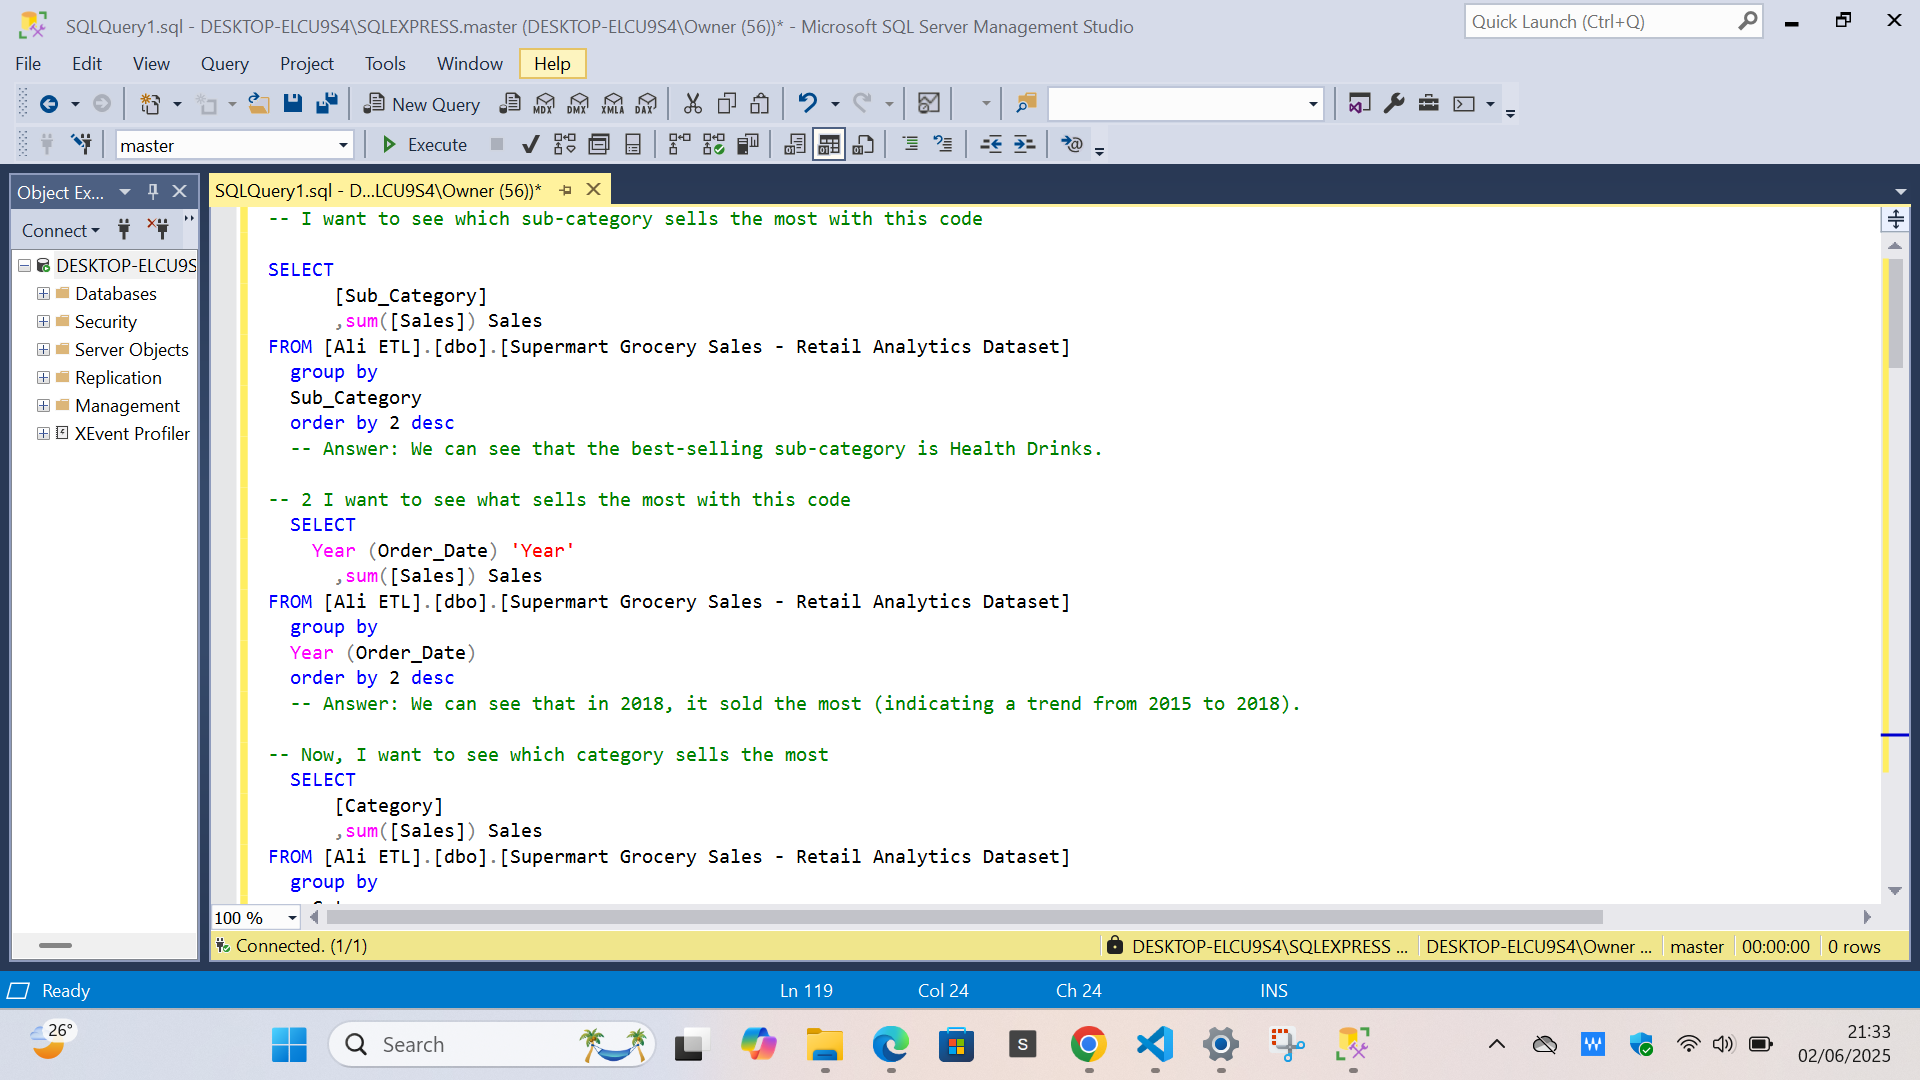 SQLQuery1.sql - DESKTOP-ELCU9S4\SQLEXPRESS.master (DESKTOP-ELCU9S4\Owner (56))* - Microsoft SQL Server Management Studio
Quick Launch (Ctrl+Q)
File Edit View Query Project Tools Window Help
New Query MDX DMX XMLA DAX
master Execute
Object Ex...
SQLQuery1.sql - D...LCU9S4\Owner (56))*
Connect
DESKTOP-ELCU9S
Databases
Security
Server Objects
Replication
Management
XEvent Profiler
-- I want to see which sub-category sells the most with this code
SELECT
[Sub_Category]
,sum([Sales]) Sales
FROM [Ali ETL].[dbo].[Supermart Grocery Sales - Retail Analytics Dataset]
group by
Sub_Category
order by 2 desc
-- Answer: We can see that the best-selling sub-category is Health Drinks.
-- 2 I want to see what sells the most with this code
SELECT
Year (Order_Date) 'Year'
,sum([Sales]) Sales
FROM [Ali ETL].[dbo].[Supermart Grocery Sales - Retail Analytics Dataset]
group by
Year (Order_Date)
order by 2 desc
-- Answer: We can see that in 2018, it sold the most (indicating a trend from 2015 to 2018).
-- Now, I want to see which category sells the most
SELECT
[Category]
,sum([Sales]) Sales
FROM [Ali ETL].[dbo].[Supermart Grocery Sales - Retail Analytics Dataset]
group by
100 %
Connected. (1/1) DESKTOP-ELCU9S4\SQLEXPRESS ... DESKTOP-ELCU9S4\Owner ... master 00:00:00 0 rows
Ready Ln 119 Col 24 Ch 24 INS
26°
Search
S
W
21:33
02/06/2025